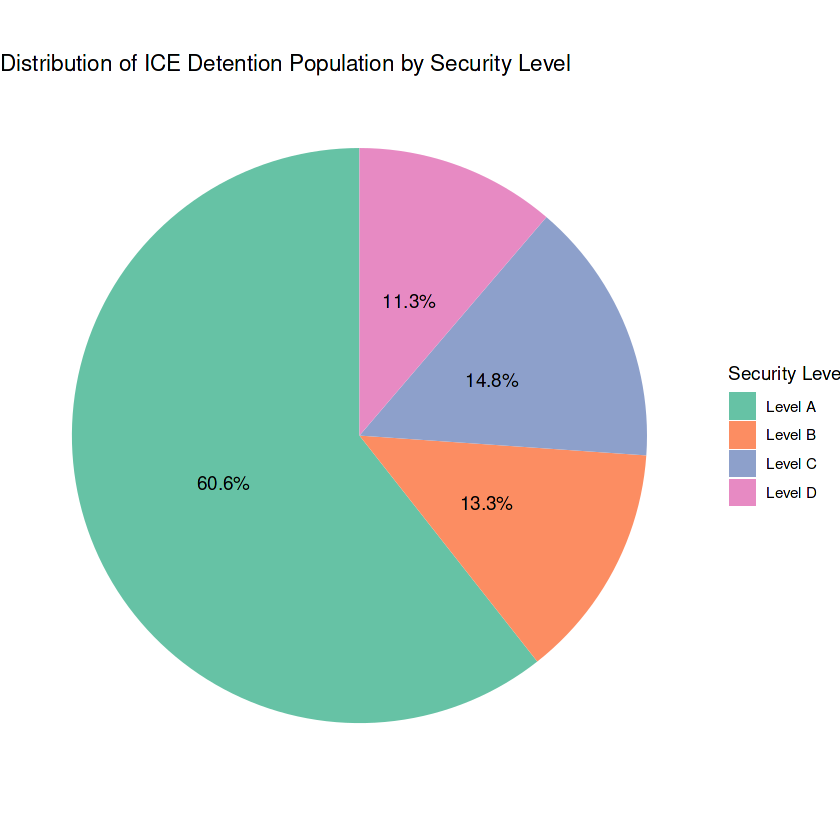 Distribution of ICE Detention Population by Security Level
11.3%
14.8%
60.6%
13.3%
Security Leve
Level A
Level B
Level C
Level D